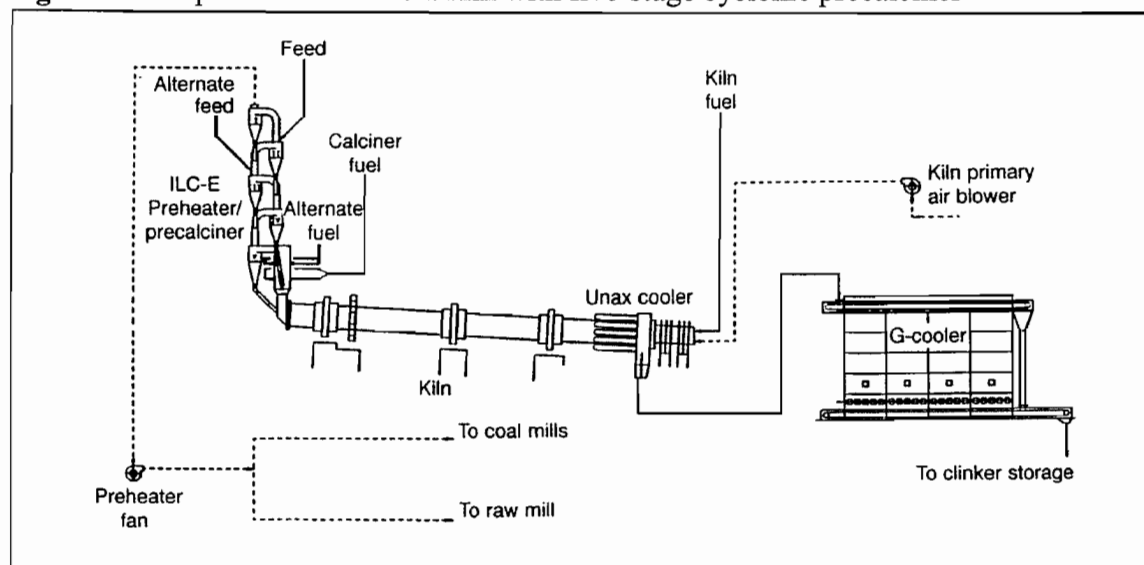 Feed
Alternate
feed
Calciner
fuel
ILC-E
Preheater/
precalciner
Alternate
fuel
Kiln
fuel
Kiln primary
air blower
Unax cooler
G-cooler
Kiln
To coal mills
To clinker storage
Preheater
fan
To raw mill